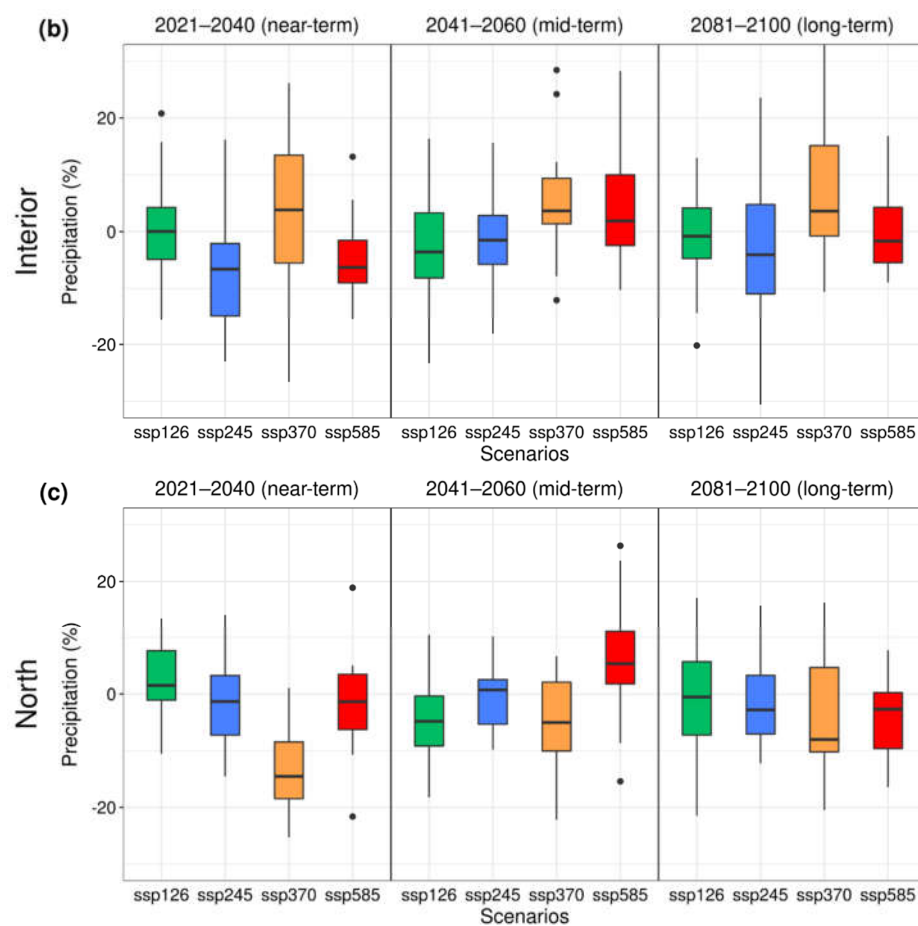 (b)
2021–2040 (near-term) 2041–2060 (mid-term) 2081–2100 (long-term)
Interior
Precipitation (%)
20
0
-20
ssp126 ssp245 ssp370 ssp585 ssp126 ssp245 ssp370 ssp585 ssp126 ssp245 ssp370 ssp585
Scenarios
(c)
2021–2040 (near-term) 2041–2060 (mid-term) 2081–2100 (long-term)
North
Precipitation (%)
20
0
-20
ssp126 ssp245 ssp370 ssp585 ssp126 ssp245 ssp370 ssp585 ssp126 ssp245 ssp370 ssp585
Scenarios